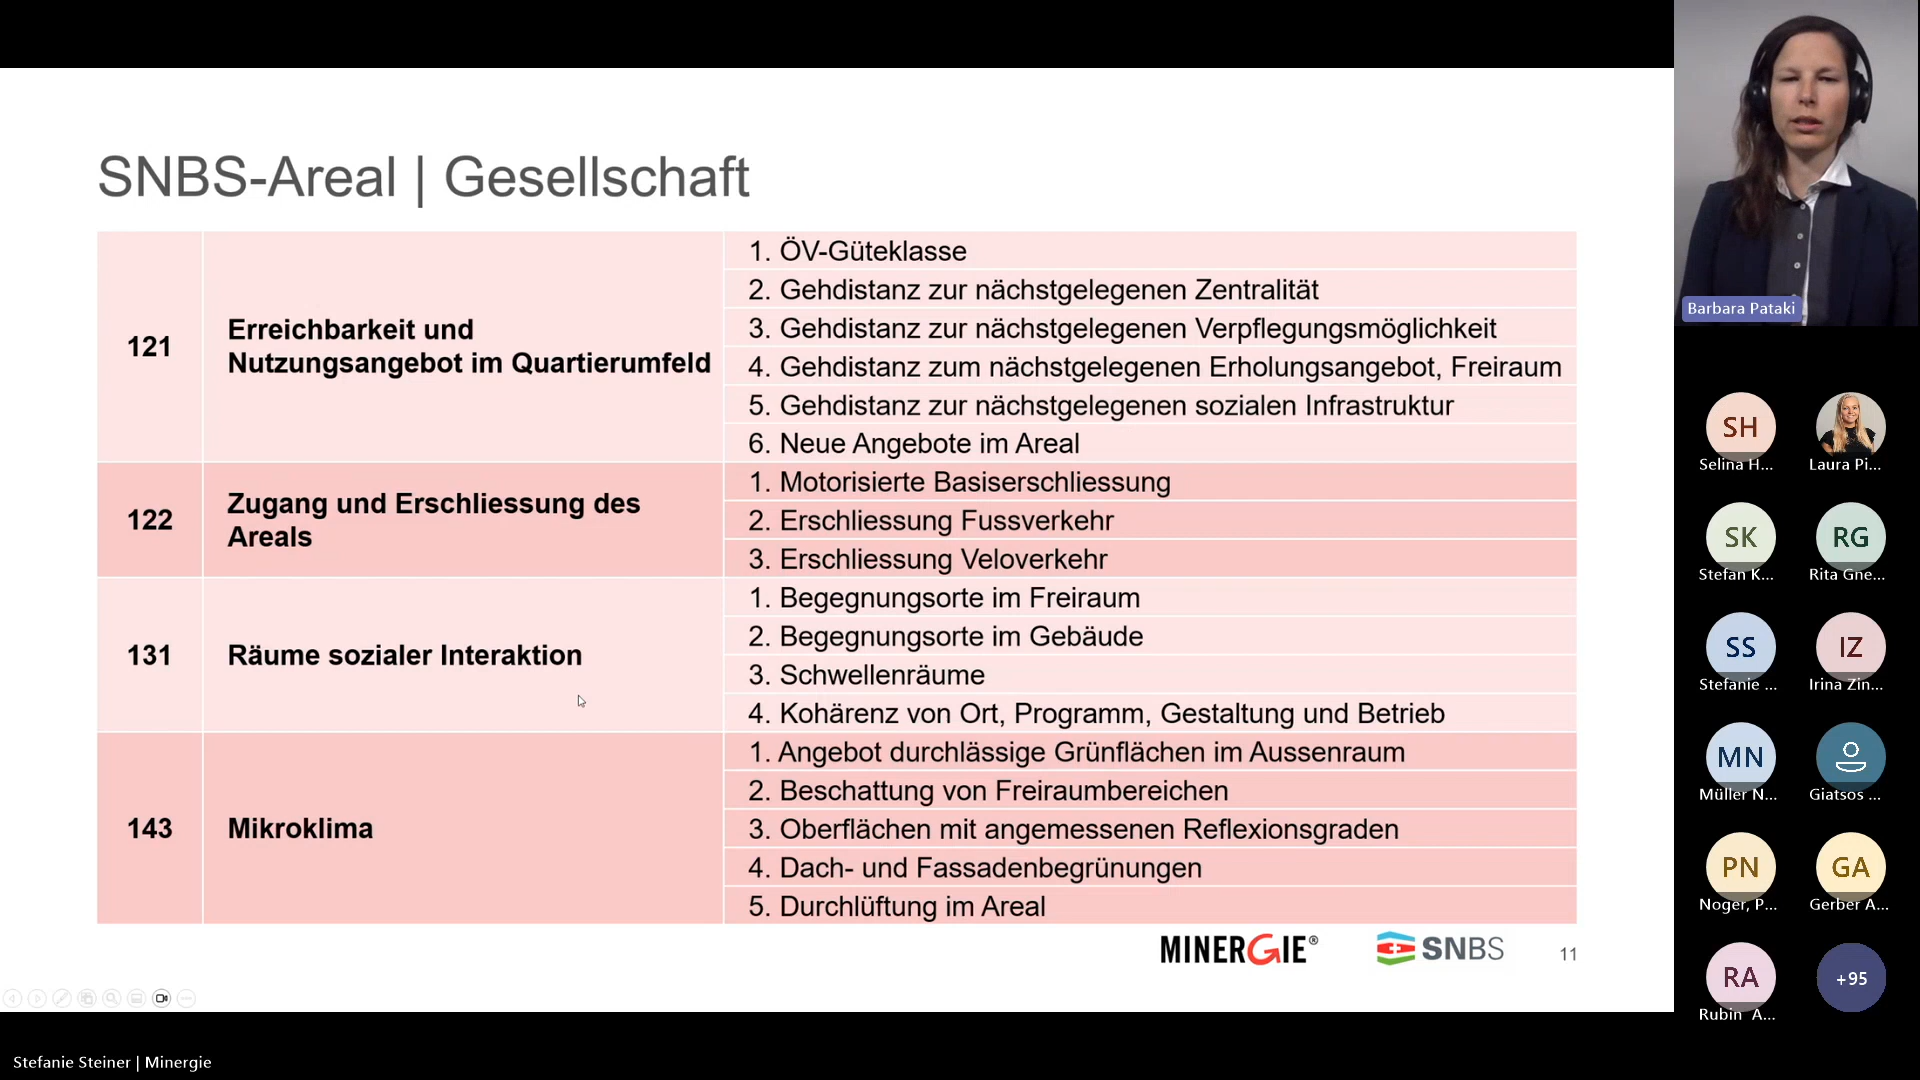 SNBS-Areal | Gesellschaft
121
Erreichbarkeit und
Nutzungsangebot im Quartierumfeld
1. ÖV-Güteklasse
2. Gehdistanz zur nächstgelegenen Zentralität
3. Gehdistanz zur nächstgelegenen Verpflegungsmöglichkeit
4. Gehdistanz zum nächstgelegenen Erholungsangebot, Freiraum
5. Gehdistanz zur nächstgelegenen sozialen Infrastruktur
6. Neue Angebote im Areal
122
Zugang und Erschliessung des
Areals
1. Motorisierte Basiserschliessung
2. Erschliessung Fussverkehr
3. Erschliessung Veloverkehr
131
Räume sozialer Interaktion
1. Begegnungsorte im Freiraum
2. Begegnungsorte im Gebäude
3. Schwellenräume
4. Kohärenz von Ort, Programm, Gestaltung und Betrieb
143
Mikroklima
1. Angebot durchlässige Grünflächen im Aussenraum
2. Beschattung von Freiraumbereichen
3. Oberflächen mit angemessenen Reflexionsgraden
4. Dach- und Fassadenbegrünungen
5. Durchlüftung im Areal
MINERGIE®
SNBS
11
Barbara Pataki
SH
Selina H...
Laura Pi...
SK
Stefan K...
RG
Rita Gne...
SS
Stefanie ...
IZ
Irina Zin...
MN
Müller N...
Giatsos ...
PN
Noger, P...
GA
Gerber A...
RA
Rubin A...
+95
Stefanie Steiner | Minergie